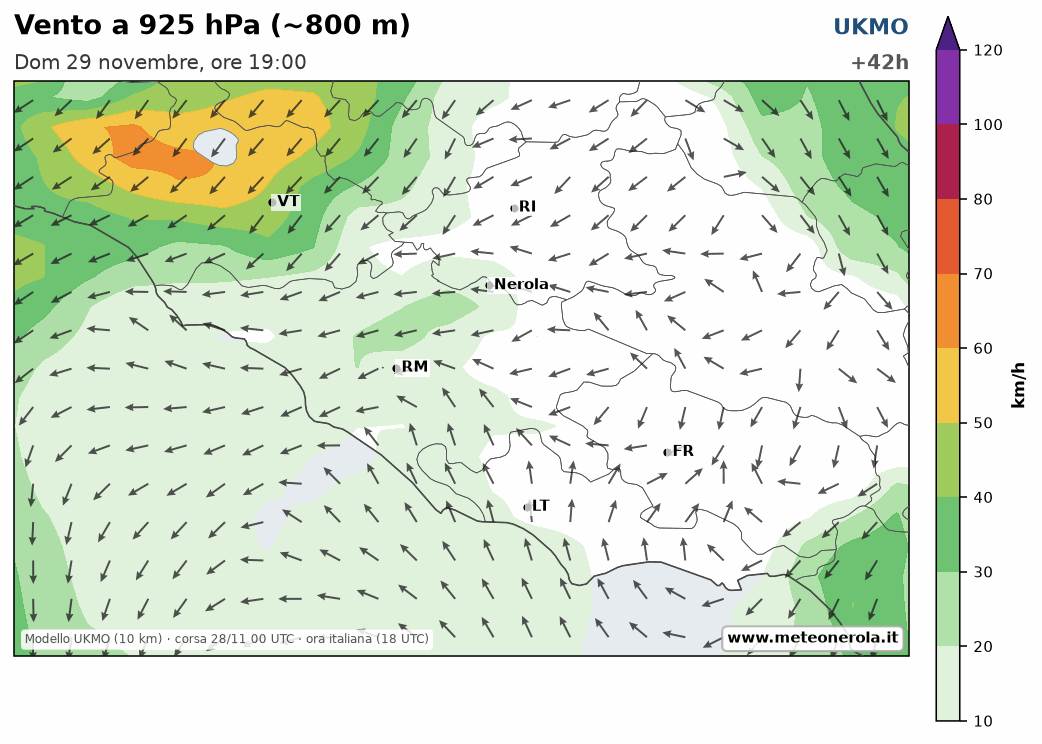 Vento a 925 hPa (~800 m)
UKMO
Dom 29 novembre, ore 19:00
+42h
120
100
80
70
60
50
40
30
20
10
km/h
VT
RI
Nerola
RM
FR
LT
Modello UKMO (10 km) · corsa 28/11 00 UTC · ora italiana (18 UTC)
www.meteonerola.it